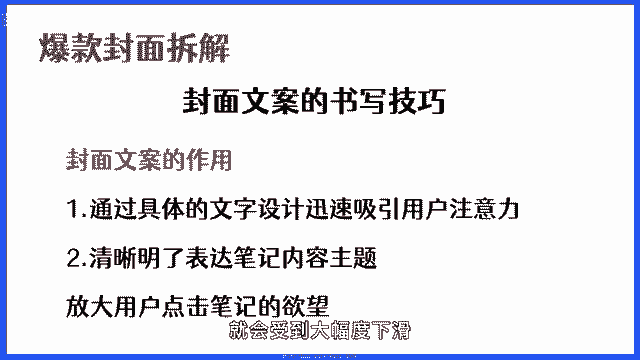 爆款封面拆解
封面文案的书写技巧
封面文案的作用
1.通过具体的文字设计迅速吸引用户注意力
2.清晰明了表达笔记内容主题
放大用户点击笔记的欲望
就会受到大幅度下滑